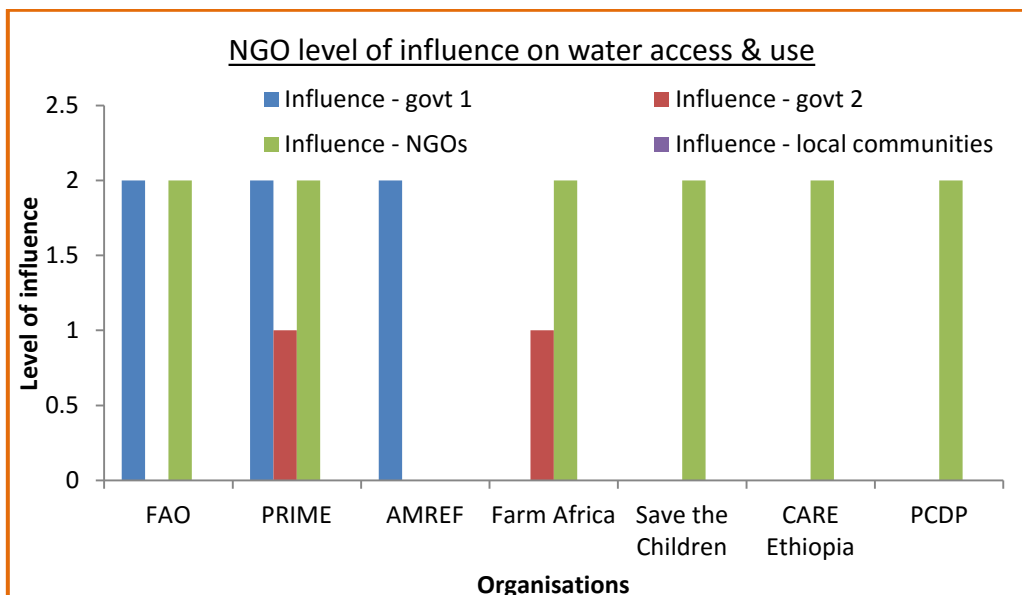 NGO level of influence on water access & use
Influence - govt 1
Influence - govt 2
Influence - NGOs
Influence - local communities
Level of influence
2.5
2
1.5
1
0.5
0
FAO
PRIME
AMREF
Farm Africa
Save the
Children
CARE
Ethiopia
PCDP
Organisations